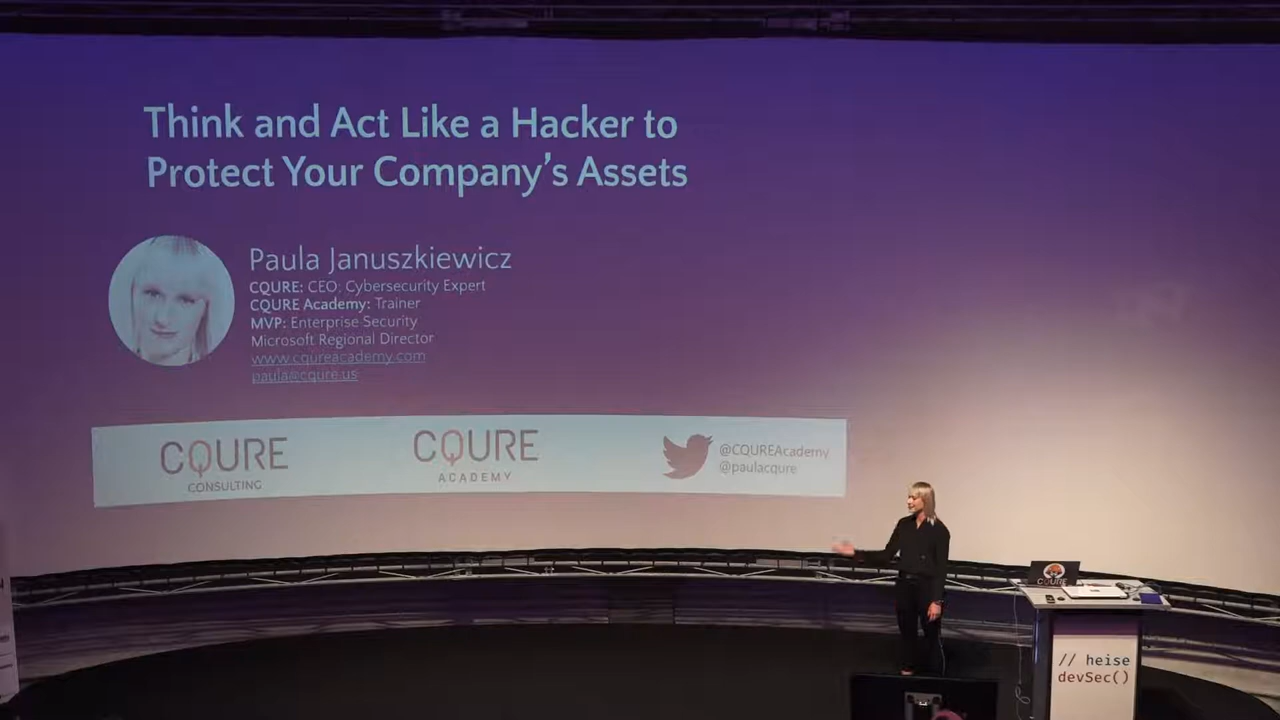 Think and Act Like a Hacker to
Protect Your Company's Assets
Paula Januszkiewicz
CQURE: CEO, Cybersecurity Expert
CQURE Academy: Trainer
MVP: Enterprise Security
Microsoft Regional Director
www.cqureacademy.com
paula@cqure.us
CQURE
CONSULTING
CQURE
ACADEMY
@CQUREAcademy
@paulacqure
CQURE
// heise
devSec()